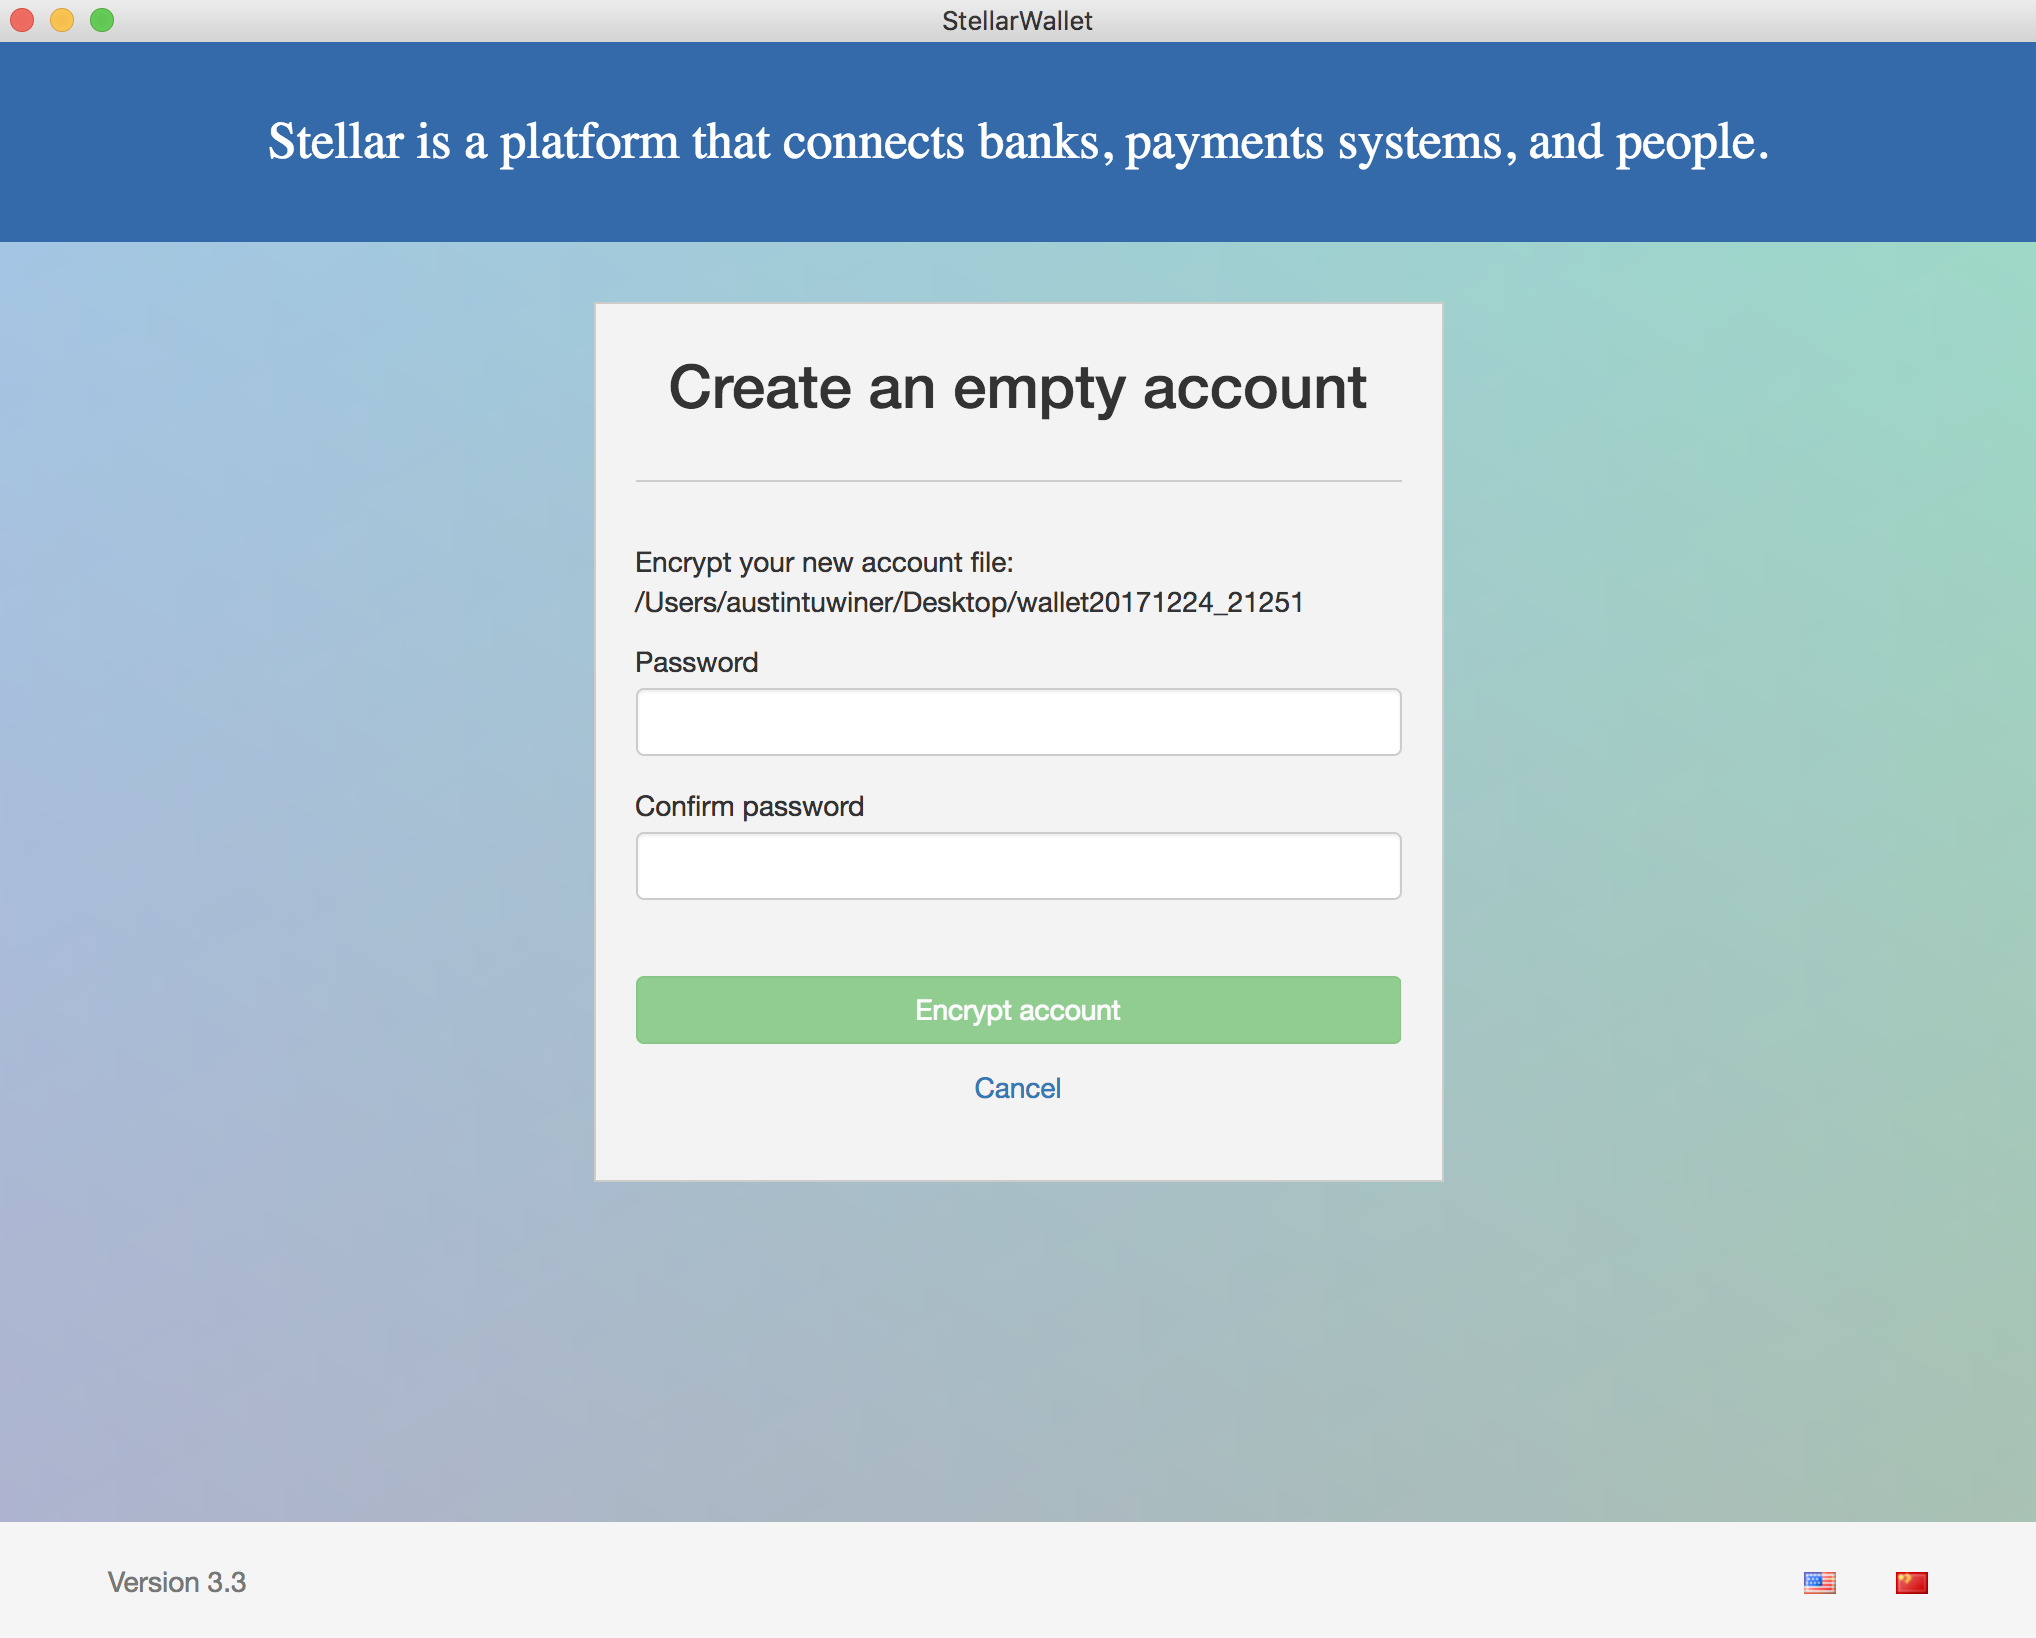 StellarWallet
Stellar is a platform that connects banks, payments systems, and people.
Create an empty account
Encrypt your new account file:
/Users/austintuwiner/Desktop/wallet20171224_21251
Password
Confirm password
Encrypt account
Cancel
Version 3.3